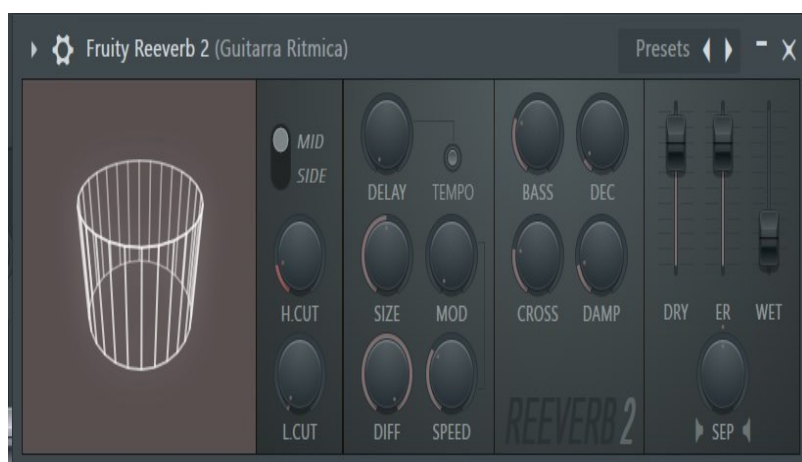 Fruity Reeverb 2 (Guitarra Ritmica)
Presets
MID
SIDE
H.CUT
L.CUT
DELAY
TEMPO
SIZE
MOD
DIFF
SPEED
BASS
DEC
CROSS
DAMP
REEVERB 2
DRY
ER
WET
SEP